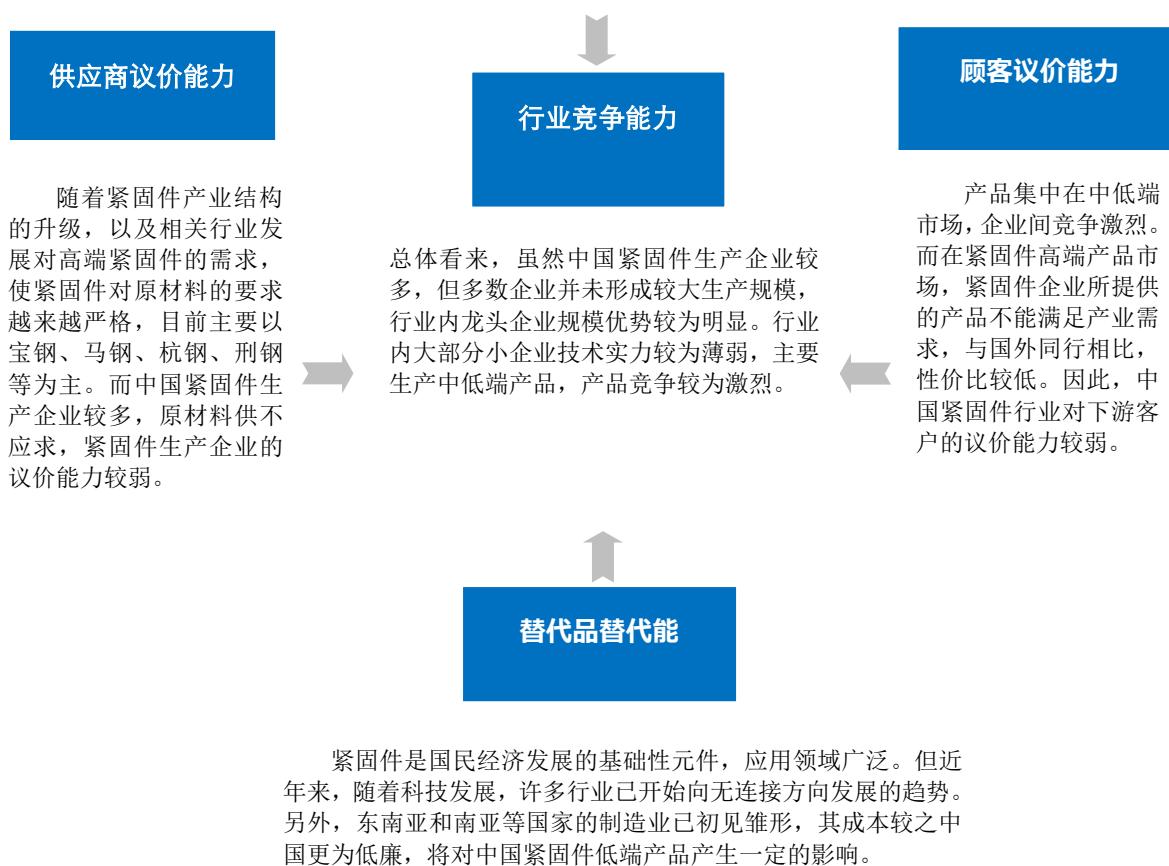 供应商议价能力
随着紧固件产业结构
的升级，以及相关行业发
展对高端紧固件的需求，
使紧固件对原材料的要求
越来越严格，目前主要以
宝钢、马钢、杭钢、刑钢
等为主。而中国紧固件生
产企业较多，原材料供不
应求，紧固件生产企业的
议价能力较弱。
行业竞争能力
总体看来，虽然中国紧固件生产企业较
多，但多数企业并未形成较大生产规模，
行业内龙头企业规模优势较为明显。行业
内大部分小企业技术实力较为薄弱，主要
生产中低端产品，产品竞争较为激烈。
顾客议价能力
产品集中在中低端
市场，企业间竞争激烈。
而在紧固件高端产品市
场，紧固件企业所提供
的产品不能满足产业需
求，与国外同行相比，
性价比较低。因此，中
国紧固件行业对下游客
户的议价能力较弱。
替代品替代能
紧固件是国民经济发展的基础性元件，应用领域广泛。但近
年来，随着科技发展，许多行业已开始向无连接方向发展的趋势。
另外，东南亚和南亚等国家的制造业已初见雏形，其成本较之中
国更为低廉，将对中国紧固件低端产品产生一定的影响。